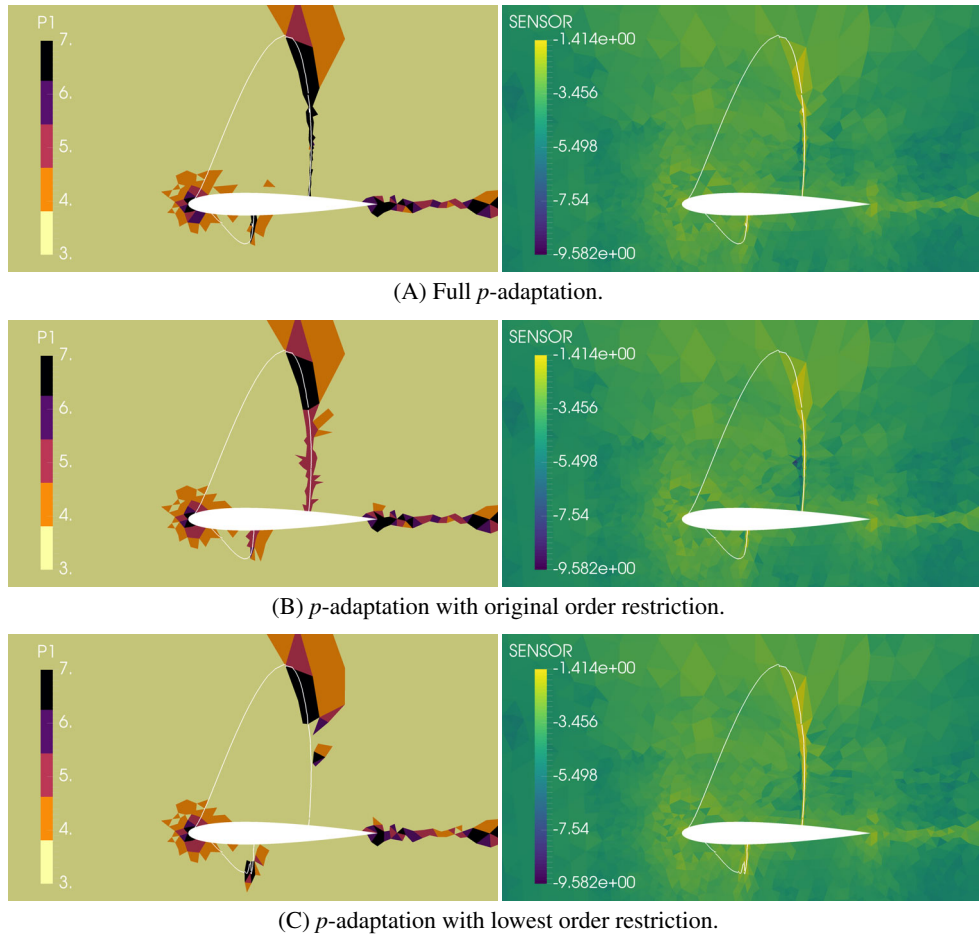 P1
7.
6.
5.
4.
3.
SENSOR
-1.414e+00
-3.456
-5.498
-7.54
-9.582e+00
(A) Full p-adaptation.
P1
7.
6.
5.
4.
3.
SENSOR
-1.414e+00
-3.456
-5.498
-7.54
-9.582e+00
(B) p-adaptation with original order restriction.
P1
7.
6.
5.
4.
3.
SENSOR
-1.414e+00
-3.456
-5.498
-7.54
-9.582e+00
(C) p-adaptation with lowest order restriction.